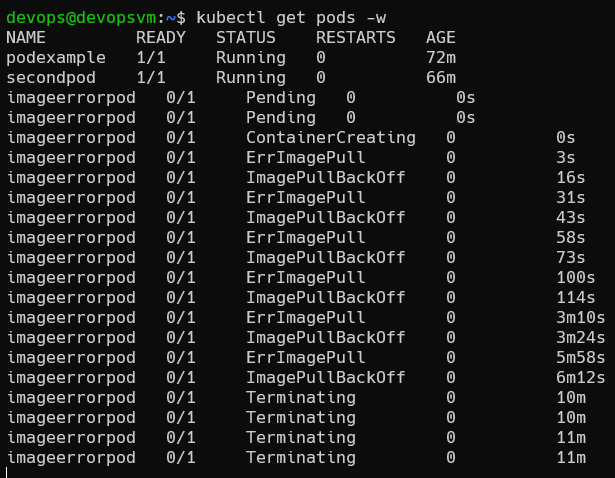 devops@devopsvm:~$ kubectl get pods -w
NAME         READY   STATUS    RESTARTS   AGE
podexample   1/1     Running   0          72m
secondpod    1/1     Running   0          66m
imageerrorpod   0/1     Pending   0          0s
imageerrorpod   0/1     Pending   0          0s
imageerrorpod   0/1     ContainerCreating   0          0s
imageerrorpod   0/1     ErrImagePull        0          3s
imageerrorpod   0/1     ImagePullBackOff    0          16s
imageerrorpod   0/1     ErrImagePull        0          31s
imageerrorpod   0/1     ImagePullBackOff    0          43s
imageerrorpod   0/1     ErrImagePull        0          58s
imageerrorpod   0/1     ImagePullBackOff    0          73s
imageerrorpod   0/1     ErrImagePull        0          100s
imageerrorpod   0/1     ImagePullBackOff    0          114s
imageerrorpod   0/1     ErrImagePull        0          3m10s
imageerrorpod   0/1     ImagePullBackOff    0          3m24s
imageerrorpod   0/1     ErrImagePull        0          5m58s
imageerrorpod   0/1     ImagePullBackOff    0          6m12s
imageerrorpod   0/1     Terminating         0          10m
imageerrorpod   0/1     Terminating         0          10m
imageerrorpod   0/1     Terminating         0          11m
imageerrorpod   0/1     Terminating         0          11m